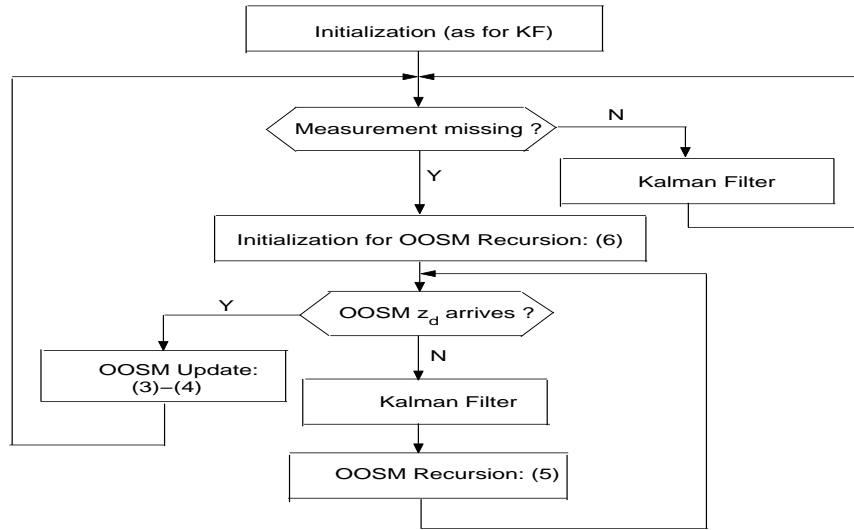 Initialization (as for KF)
Measurement missing ?
N
Kalman Filter
Y
Initialization for OOSM Recursion: (6)
Y
OOSM z_d arrives ?
N
OOSM Update:
(3)−(4)
Kalman Filter
OOSM Recursion: (5)